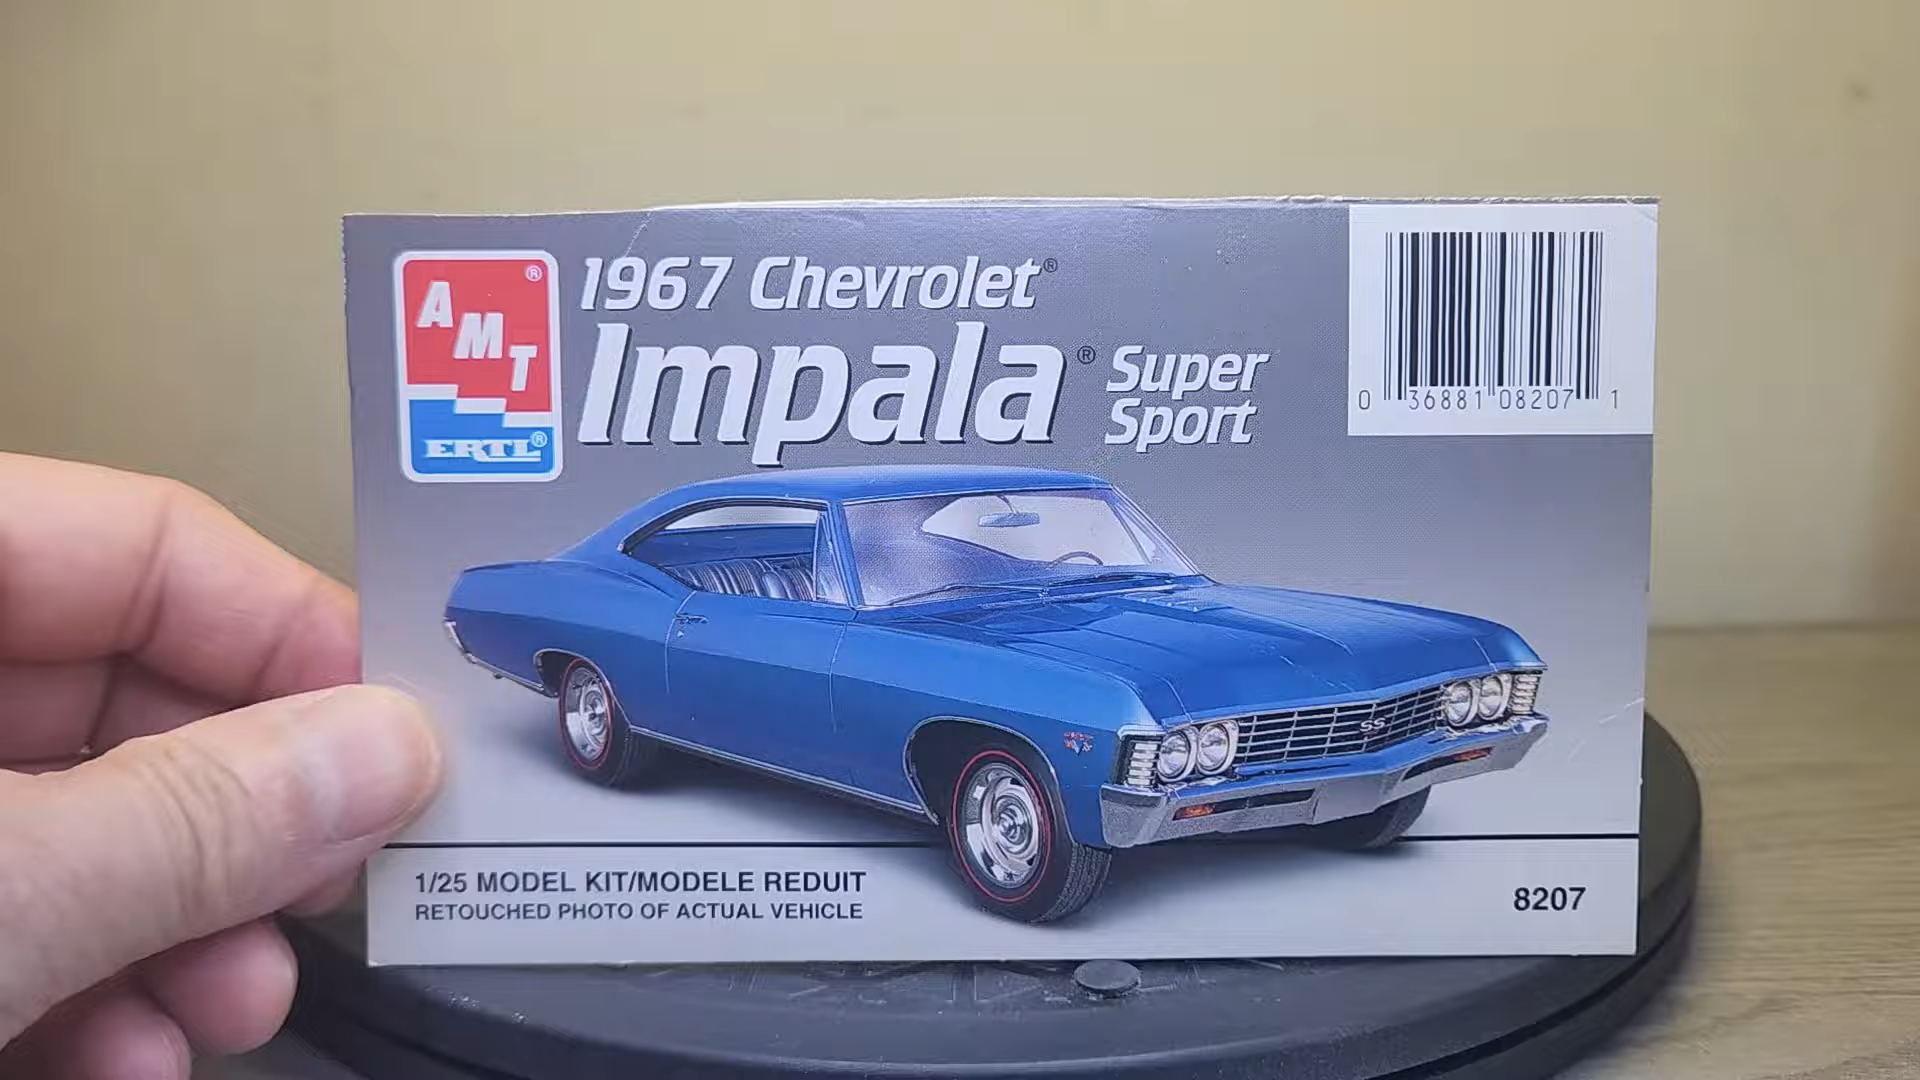 AMT®
ERTL®
1967 Chevrolet®
Impala® Super Sport
0 36881 08207 1
SS
1/25 MODEL KIT/MODELE REDUIT
RETOUCHED PHOTO OF ACTUAL VEHICLE
8207